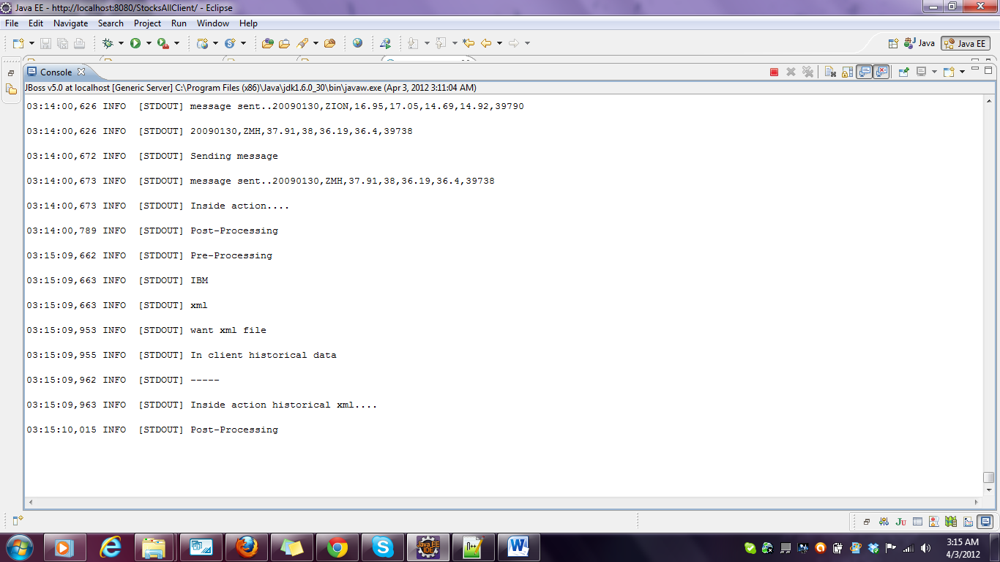 Java EE - http://localhost:8080/StocksAllClient/ - Eclipse
File Edit Navigate Search Project Run Window Help
Java Java EE
Console
JBoss v5.0 at localhost [Generic Server] C:\Program Files (x86)\Java\jdk1.6.0_30\bin\javaw.exe (Apr 3, 2012 3:11:04 AM)
03:14:00,626 INFO [STDOUT] message sent..20090130,ZION,16.95,17.05,14.69,14.92,39790
03:14:00,626 INFO [STDOUT] 20090130,ZMH,37.91,38,36.19,36.4,39738
03:14:00,672 INFO [STDOUT] Sending message
03:14:00,673 INFO [STDOUT] message sent..20090130,ZMH,37.91,38,36.19,36.4,39738
03:14:00,673 INFO [STDOUT] Inside action....
03:14:00,789 INFO [STDOUT] Post-Processing
03:15:09,662 INFO [STDOUT] Pre-Processing
03:15:09,663 INFO [STDOUT] IBM
03:15:09,663 INFO [STDOUT] xml
03:15:09,953 INFO [STDOUT] want xml file
03:15:09,955 INFO [STDOUT] In client historical data
03:15:09,962 INFO [STDOUT] -----
03:15:09,963 INFO [STDOUT] Inside action historical xml....
03:15:10,015 INFO [STDOUT] Post-Processing
Ju
Java EE IDE
3:15 AM
4/3/2012